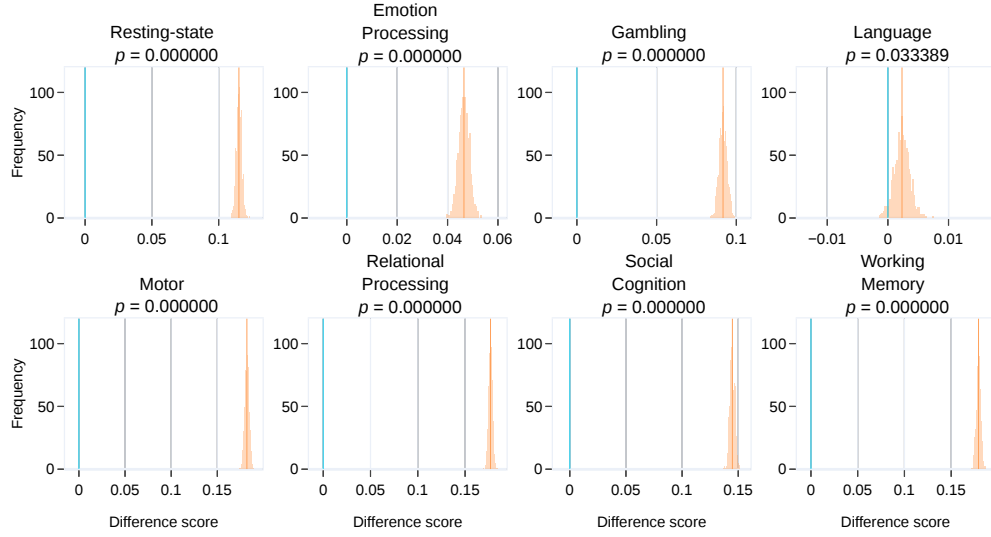 Resting-state
p = 0.000000
Emotion
Processing
p = 0.000000
Gambling
p = 0.000000
Language
p = 0.033389
Frequency
100
50
0
0 0.05 0.1
100
50
0
0 0.02 0.04 0.06
100
50
0
0 0.05 0.1
100
50
0
−0.01 0 0.01
Motor
p = 0.000000
Relational
Processing
p = 0.000000
Social
Cognition
p = 0.000000
Working
Memory
p = 0.000000
Frequency
100
50
0
0 0.05 0.1 0.15
Difference score
100
50
0
0 0.05 0.1 0.15
Difference score
100
50
0
0 0.05 0.1 0.15
Difference score
100
50
0
0 0.05 0.1 0.15
Difference score